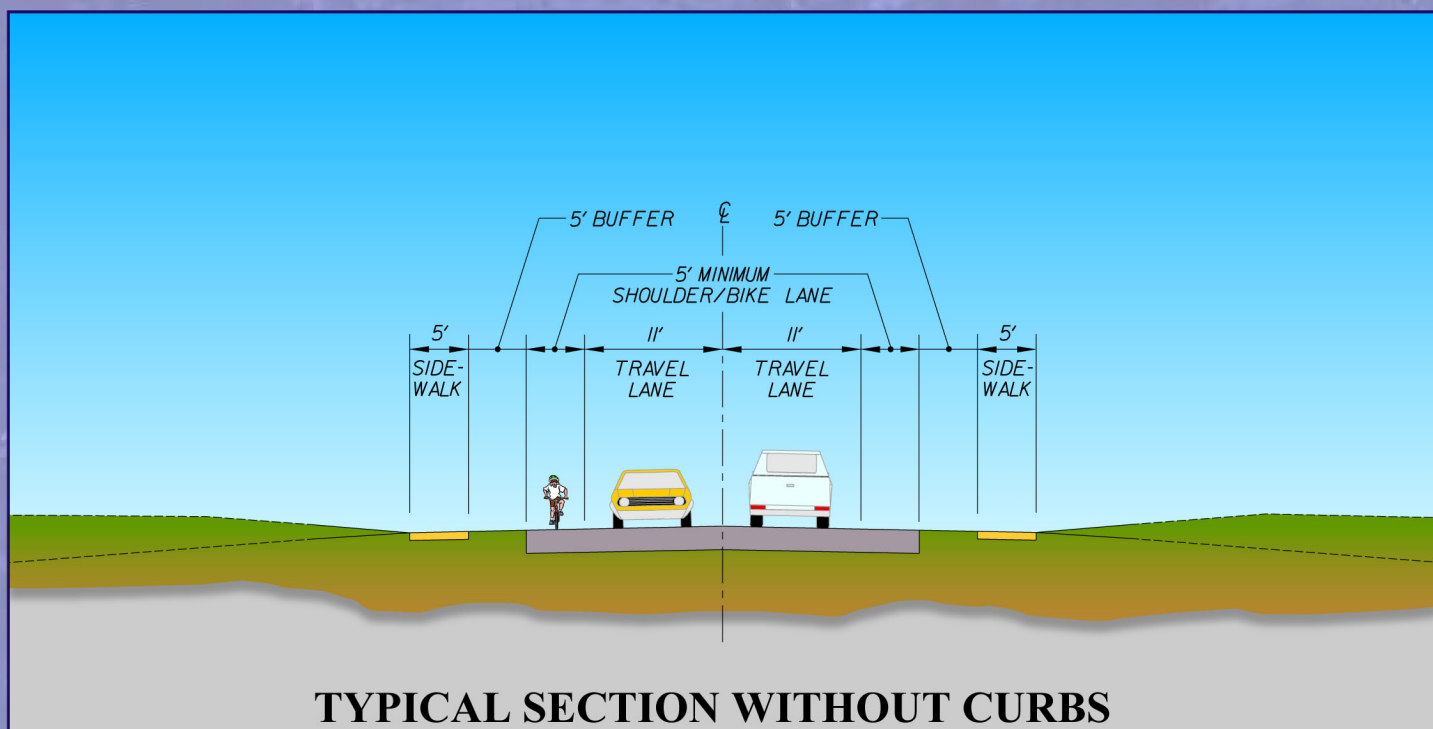 5' BUFFER ℄ 5' BUFFER
5' MINIMUM
SHOULDER/BIKE LANE
5' 11' 11' 5'
SIDE- TRAVEL TRAVEL SIDE-
WALK LANE LANE WALK
TYPICAL SECTION WITHOUT CURBS